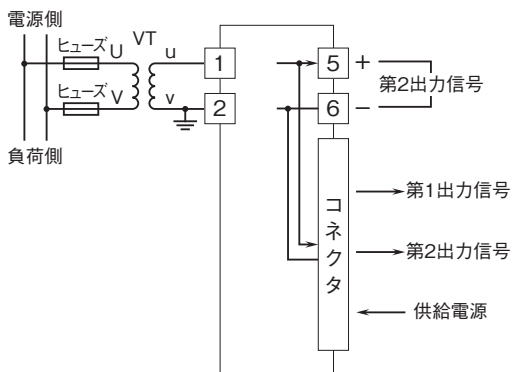 電源側
ヒューズ U VT u
1
5 +
第2出力信号
ヒューズ V v
2
6 −
負荷側
コネクタ
第1出力信号
第2出力信号
供給電源